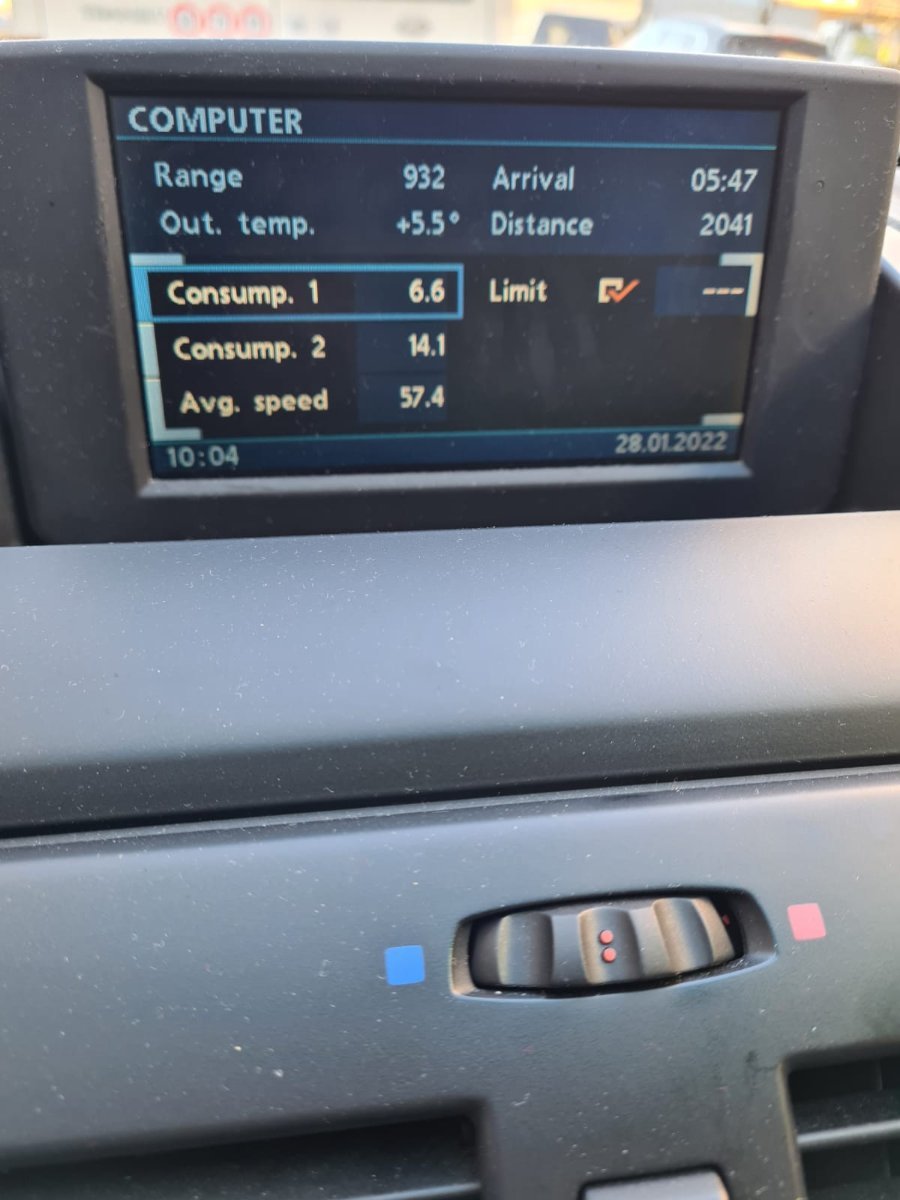 COMPUTER
Range 932 Arrival 05:47
Out. temp. +5.5° Distance 2041
Consump. 1 6.6 Limit ---
Consump. 2 14.1
Avg. speed 57.4
10:04 28.01.2022